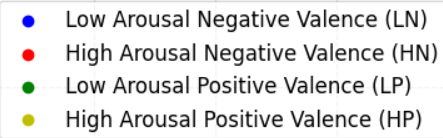 Low Arousal Negative Valence (LN)
High Arousal Negative Valence (HN)
Low Arousal Positive Valence (LP)
High Arousal Positive Valence (HP)